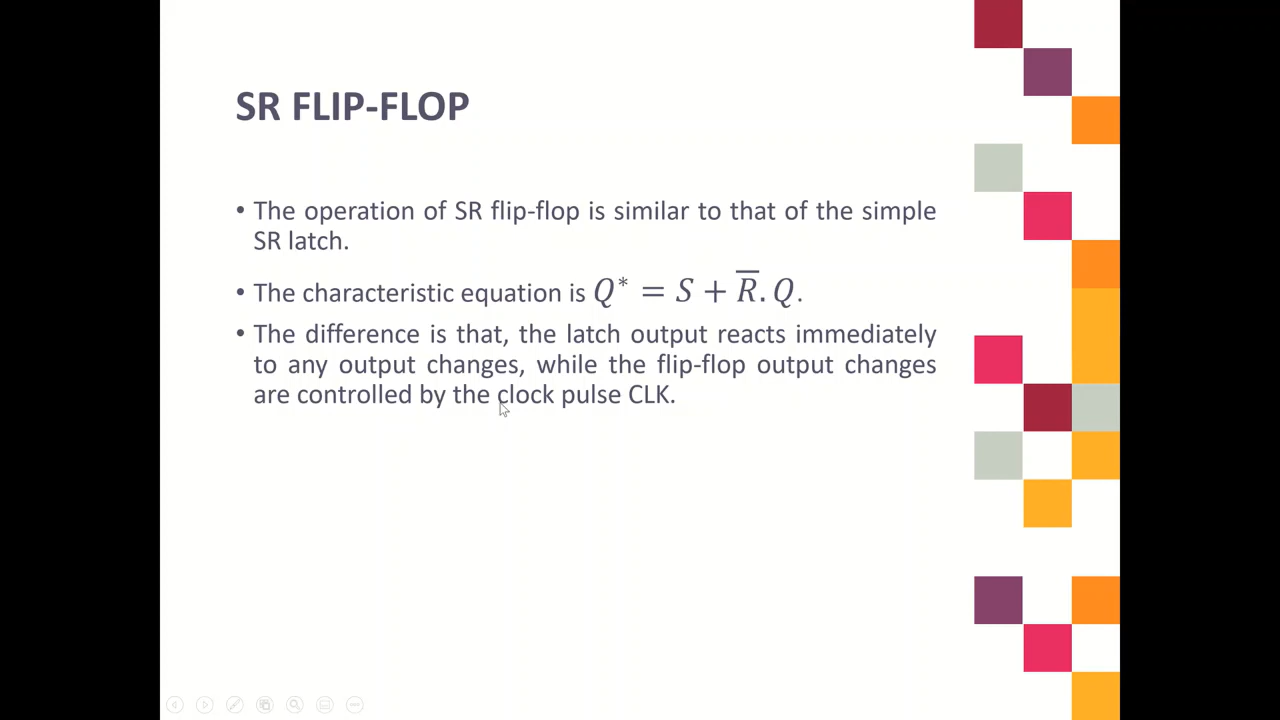 SR FLIP-FLOP
• The operation of SR flip-flop is similar to that of the simple
SR latch.
• The characteristic equation is Q* = S + R̅. Q.
• The difference is that, the latch output reacts immediately
to any output changes, while the flip-flop output changes
are controlled by the clock pulse CLK.